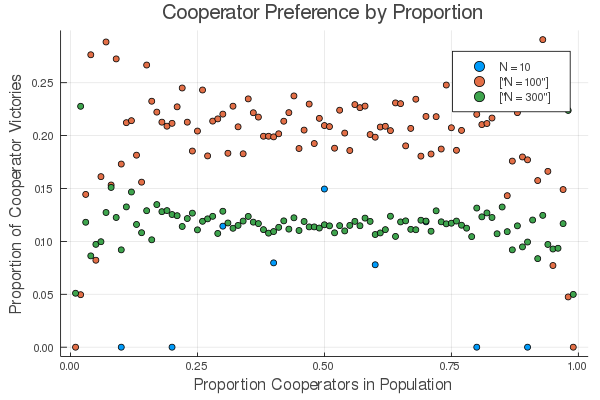 Cooperator Preference by Proportion
Proportion of Cooperator Victories
0.25
0.20
0.15
0.10
0.05
0.00
N = 10
["N = 100"]
["N = 300"]
0.00
0.25
0.50
0.75
1.00
Proportion Cooperators in Population